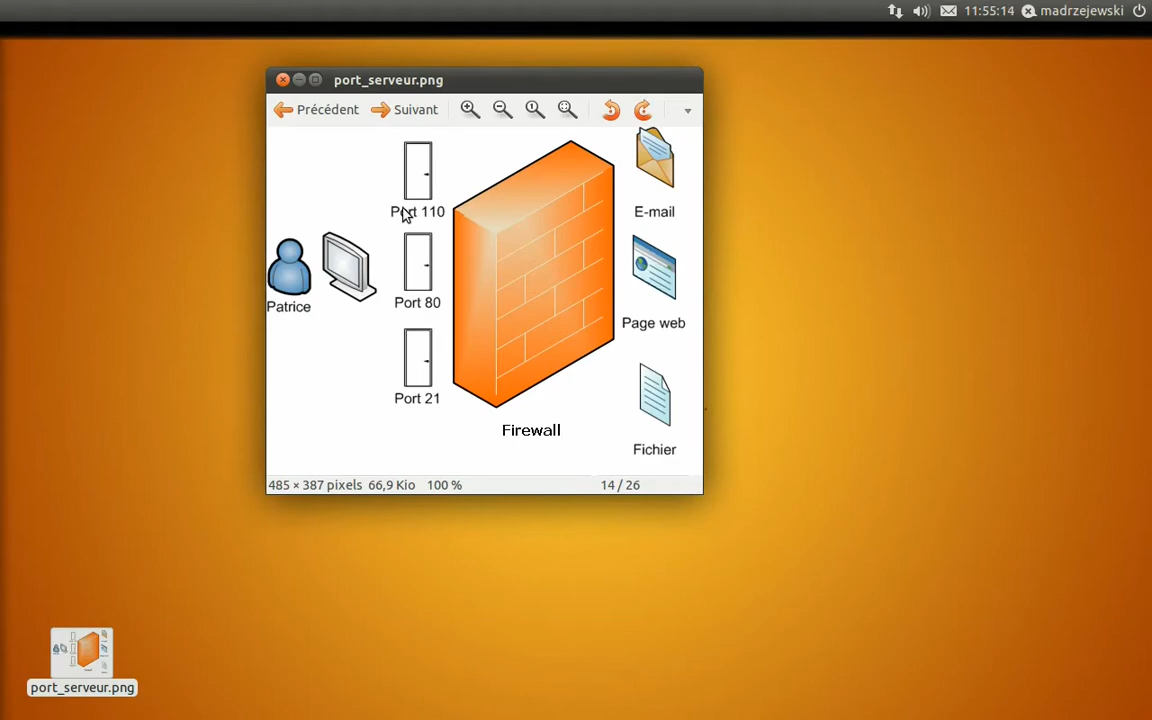 11:55:14 madrzejewski
port_serveur.png
Précédent Suivant
Port 110
E-mail
Port 80
Patrice
Page web
Port 21
Firewall
Fichier
485 × 387 pixels 66,9 Kio 100 % 14 / 26
port_serveur.png